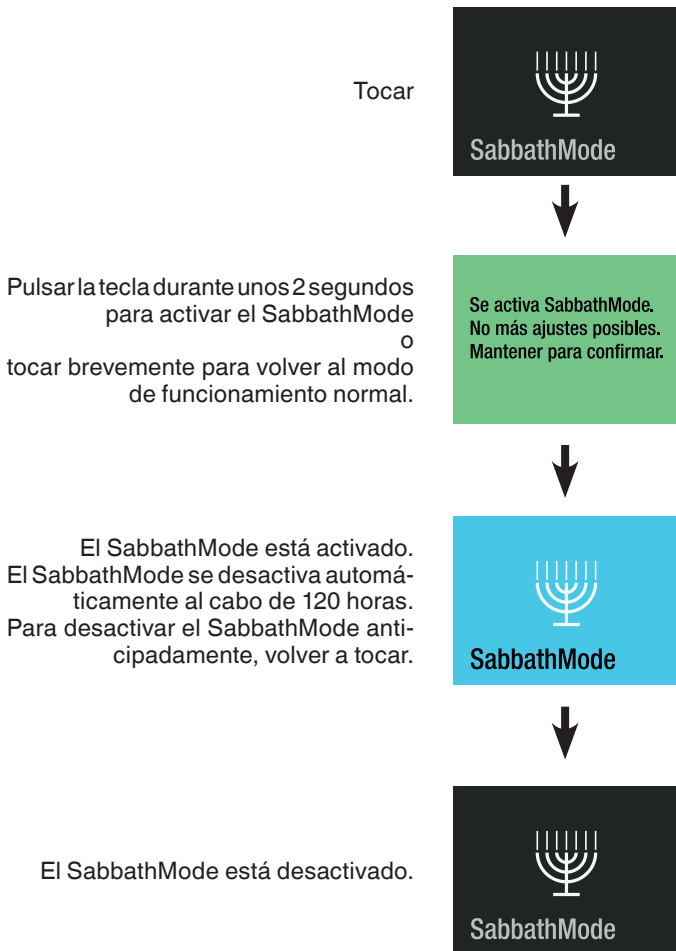 Tocar
SabbathMode
Pulsar la tecla durante unos 2 segundos
para activar el SabbathMode
o
tocar brevemente para volver al modo
de funcionamiento normal.
Se activa SabbathMode.
No más ajustes posibles.
Mantener para confirmar.
El SabbathMode está activado.
El SabbathMode se desactiva automá-
ticamente al cabo de 120 horas.
Para desactivar el SabbathMode anti-
cipadamente, volver a tocar.
SabbathMode
El SabbathMode está desactivado.
SabbathMode